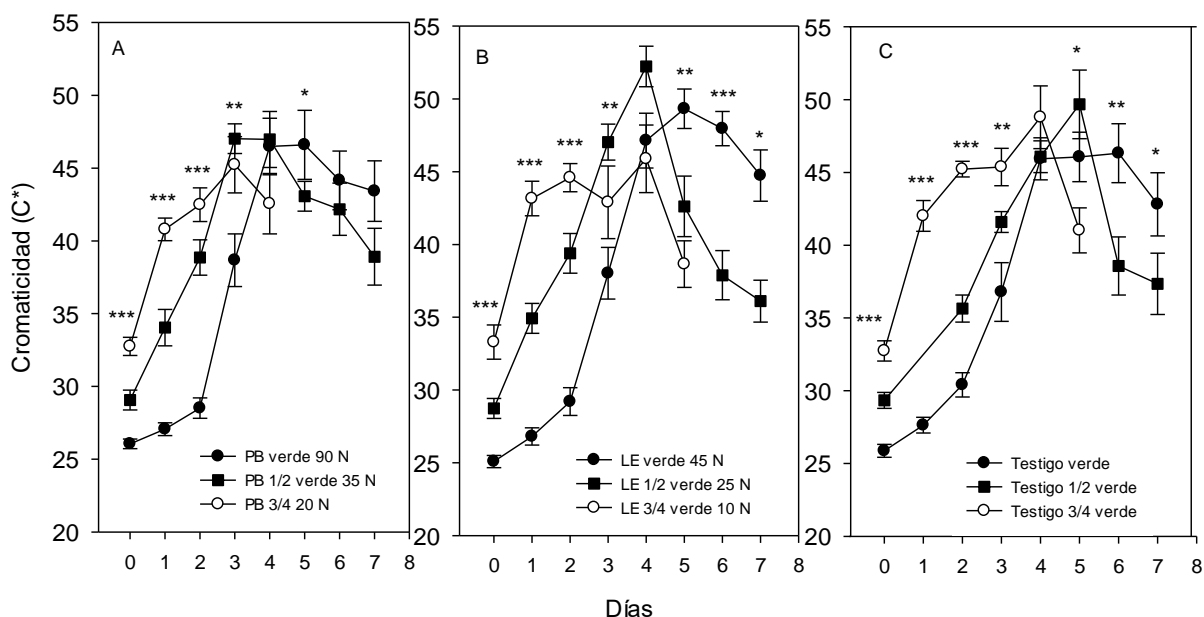 Cromaticidad (C*)
55
50
45
40
35
30
25
20
A
***
***
***
**
*
PB verde 90 N
PB 1/2 verde 35 N
PB 3/4 20 N
0 1 2 3 4 5 6 7 8
55
50
45
40
35
30
25
20
B
***
***
***
**
**
***
*
LE verde 45 N
LE 1/2 verde 25 N
LE 3/4 verde 10 N
0 1 2 3 4 5 6 7 8
55
50
45
40
35
30
25
20
C
***
***
***
**
*
**
*
Testigo verde
Testigo 1/2 verde
Testigo 3/4 verde
0 1 2 3 4 5 6 7 8
Días